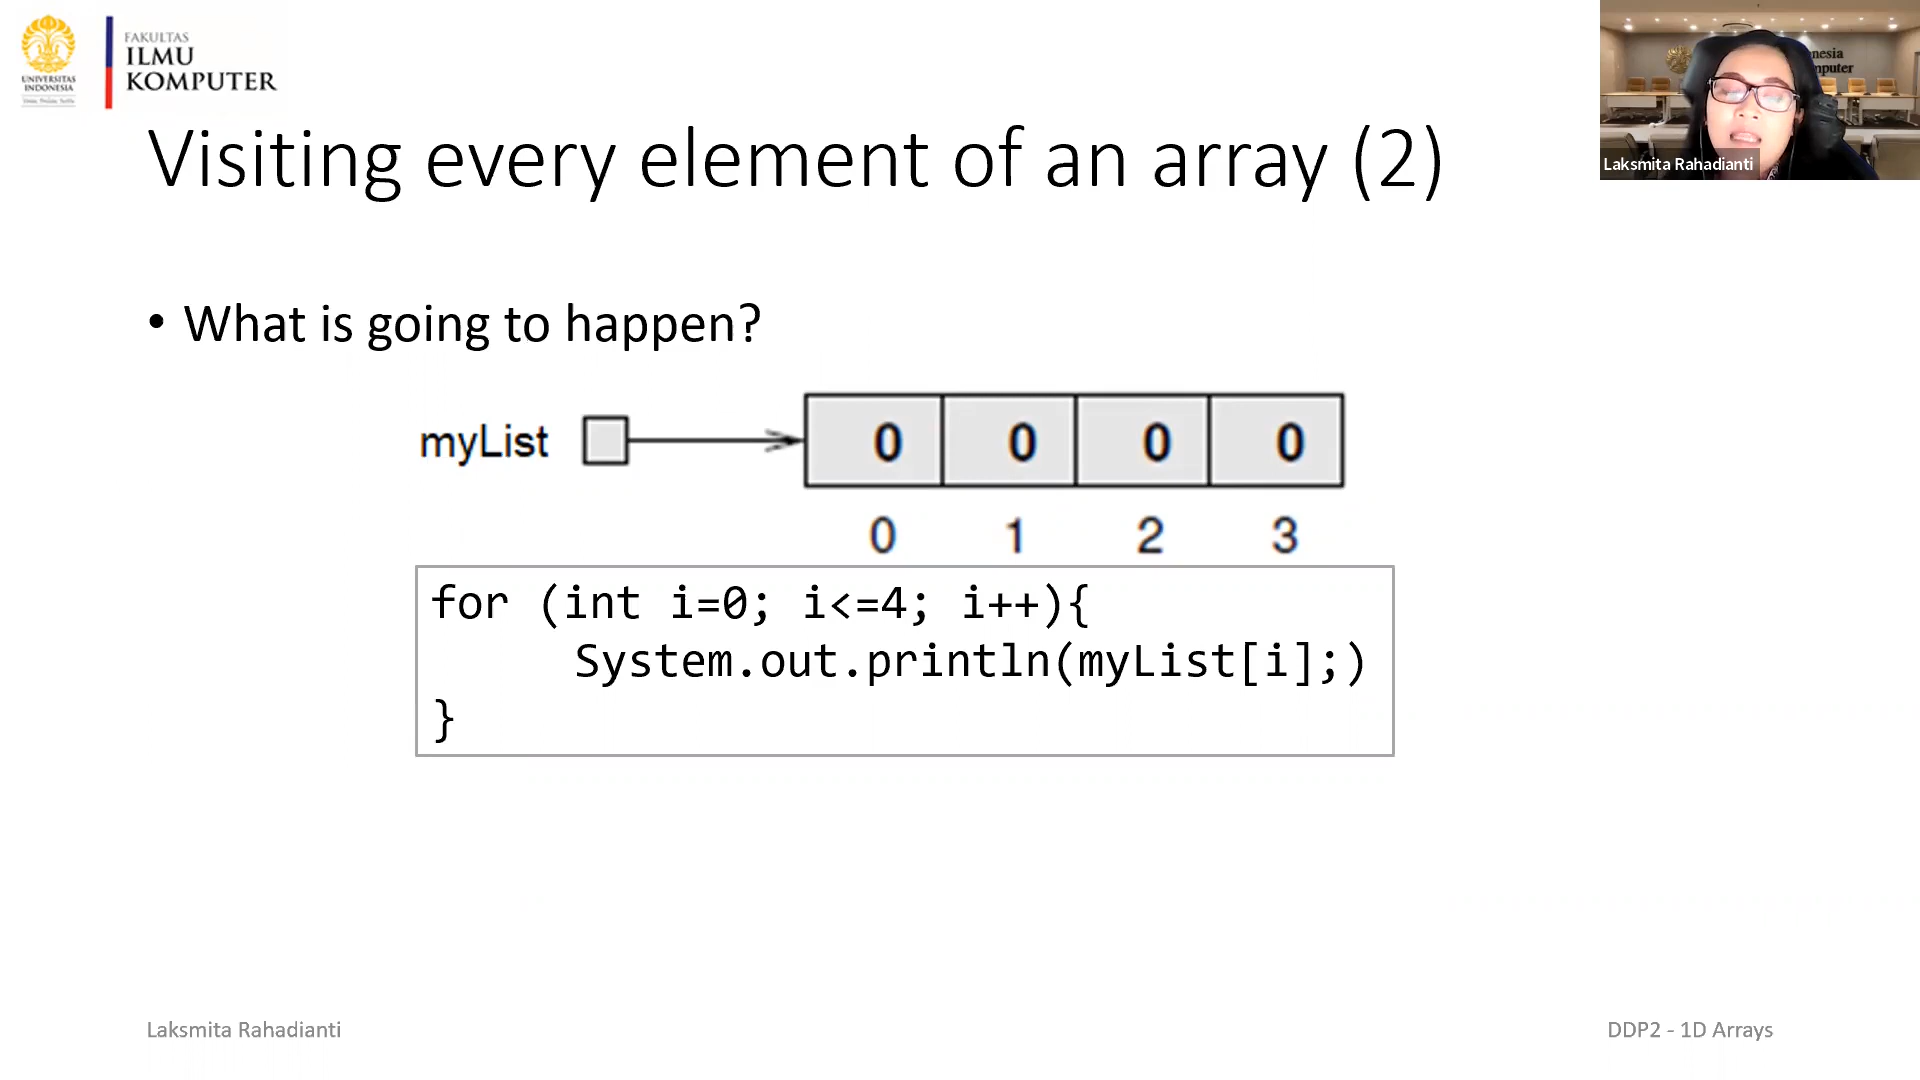 UNIVERSITAS
INDONESIA
FAKULTAS
ILMU
KOMPUTER
nesia
mputer
Laksmita Rahadianti
Visiting every element of an array (2)
• What is going to happen?
myList
0 0 0 0
0 1 2 3
for (int i=0; i<=4; i++){
System.out.println(myList[i];)
}
Laksmita Rahadianti
DDP2 - 1D Arrays